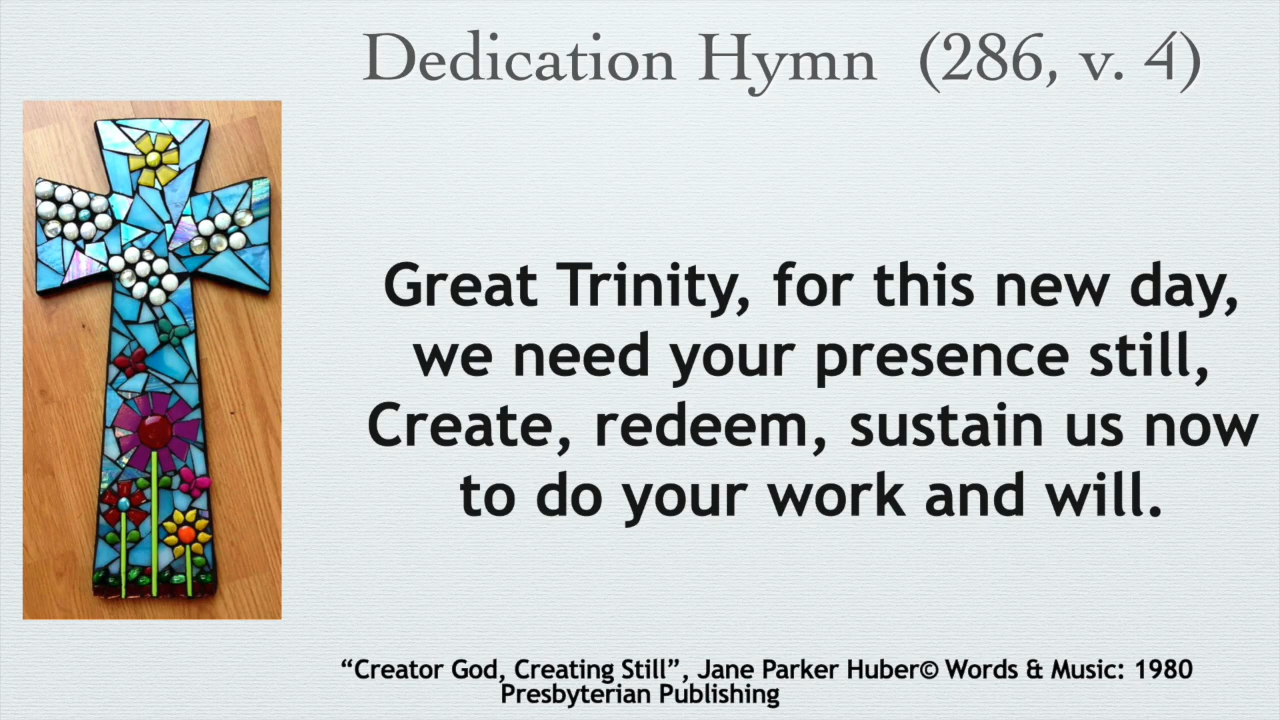 Dedication Hymn (286, v. 4)
Great Trinity, for this new day,
we need your presence still,
Create, redeem, sustain us now
to do your work and will.
“Creator God, Creating Still”, Jane Parker Huber© Words & Music: 1980
Presbyterian Publishing